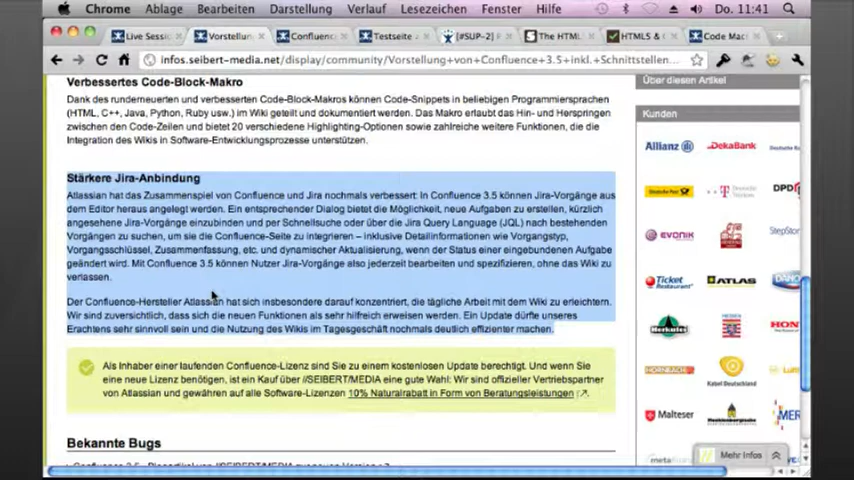 Chrome Ablage Bearbeiten Darstellung Verlauf Lesezeichen Fenster Hilfe Do. 11:41
Live Sessio Vorstellun Confluenc Testseite [#SUP-2] The HTML HTML5 & Code Mac
infos.seibert-media.net/display/community/Vorstellung+von+Confluence+3.5+inkl.+Schnittstellen...
Verbessertes Code-Block-Makro
Dank des runderneuerten und verbesserten Code-Block-Makros können Code-Snippets in beliebigen Programmiersprachen
(HTML, C++, Java, Python, Ruby usw.) im Wiki geteilt und dokumentiert werden. Das Makro erlaubt das Hin- und Herspringen
zwischen den Code-Zeilen und bietet 20 verschiedene Highlighting-Optionen sowie zahlreiche weitere Funktionen, die die
Integration des Wikis in Software-Entwicklungsprozesse unterstützen.
Stärkere Jira-Anbindung
Atlassian hat das Zusammenspiel von Confluence und Jira nochmals verbessert: In Confluence 3.5 können Jira-Vorgänge aus
dem Editor heraus angelegt werden. Ein entsprechender Dialog bietet die Möglichkeit, neue Aufgaben zu erstellen, kürzlich
angesehene Jira-Vorgänge einzubinden und per Schnellsuche oder über die Jira Query Language (JQL) nach bestehenden
Vorgängen zu suchen, um sie die Confluence-Seite zu integrieren – inklusive Detailinformationen wie Vorgangstyp,
Vorgangsschlüssel, Zusammenfassung, etc. und dynamischer Aktualisierung, wenn der Status einer eingebundenen Aufgabe
geändert wird. Mit Confluence 3.5 können Nutzer Jira-Vorgänge also jederzeit bearbeiten und spezifizieren, ohne das Wiki zu
verlassen.
Der Confluence-Hersteller Atlassian hat sich insbesondere darauf konzentriert, die tägliche Arbeit mit dem Wiki zu erleichtern.
Wir sind zuversichtlich, dass sich die neuen Funktionen als sehr hilfreich erweisen werden. Ein Update dürfte unseres
Erachtens sehr sinnvoll sein und die Nutzung des Wikis im Tagesgeschäft nochmals deutlich effizienter machen.
Als Inhaber einer laufenden Confluence-Lizenz sind Sie zu einem kostenlosen Update berechtigt. Und wenn Sie
eine neue Lizenz benötigen, ist ein Kauf über //SEIBERT/MEDIA eine gute Wahl: Wir sind offizieller Vertriebspartner
von Atlassian und gewähren auf alle Software-Lizenzen 10% Naturalrabatt in Form von Beratungsleistungen.
Bekannte Bugs
Über diesen Artikel
Kunden
Allianz DekaBank Deutsche
Deutsche Post DPD
EVONIK StepSton
Ticket Restaurant ATLAS
Herkules HESSEN HON
HORNBACH Kabel Deutschland
Malteser MER
Mehr Infos